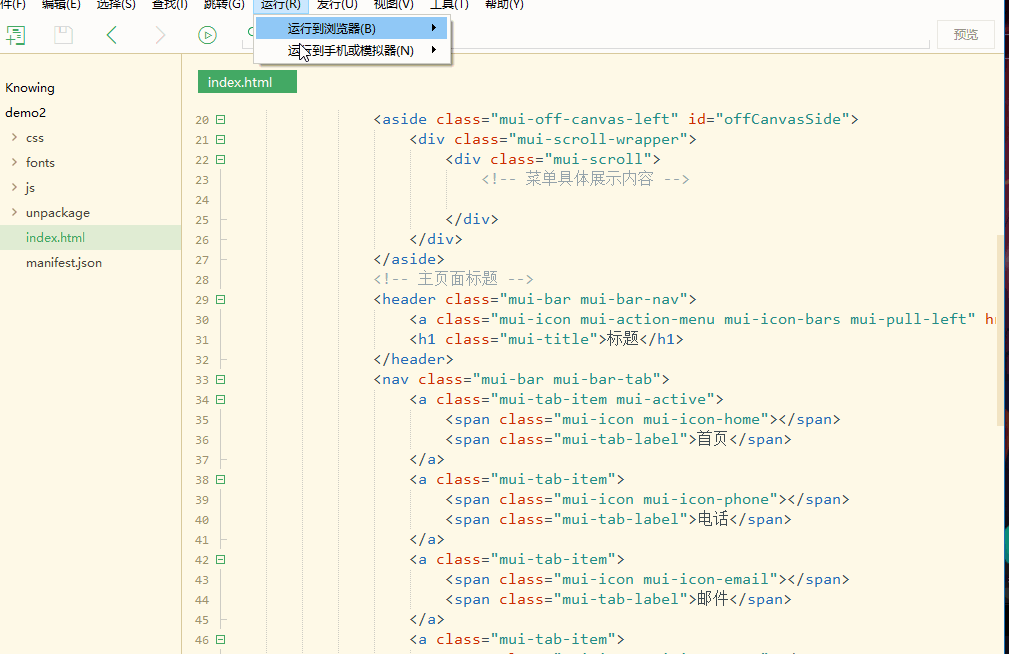 件(F) 编辑(E) 选择(S) 查找(I) 跳转(G) 运行(R) 发行(U) 视图(V) 工具(T) 帮助(Y)
运行到浏览器(B)
运行到手机或模拟器(N)
预览
Knowing
demo2
css
fonts
js
unpackage
index.html
manifest.json
index.html
20 <aside class="mui-off-canvas-left" id="offCanvasSide">
21 <div class="mui-scroll-wrapper">
22 <div class="mui-scroll">
23 <!-- 菜单具体展示内容 -->
24
25 </div>
26 </div>
27 </aside>
28 <!-- 主页面标题 -->
29 <header class="mui-bar mui-bar-nav">
30 <a class="mui-icon mui-action-menu mui-icon-bars mui-pull-left" h
31 <h1 class="mui-title">标题</h1>
32 </header>
33 <nav class="mui-bar mui-bar-tab">
34 <a class="mui-tab-item mui-active">
35 <span class="mui-icon mui-icon-home"></span>
36 <span class="mui-tab-label">首页</span>
37 </a>
38 <a class="mui-tab-item">
39 <span class="mui-icon mui-icon-phone"></span>
40 <span class="mui-tab-label">电话</span>
41 </a>
42 <a class="mui-tab-item">
43 <span class="mui-icon mui-icon-email"></span>
44 <span class="mui-tab-label">邮件</span>
45 </a>
46 <a class="mui-tab-item">